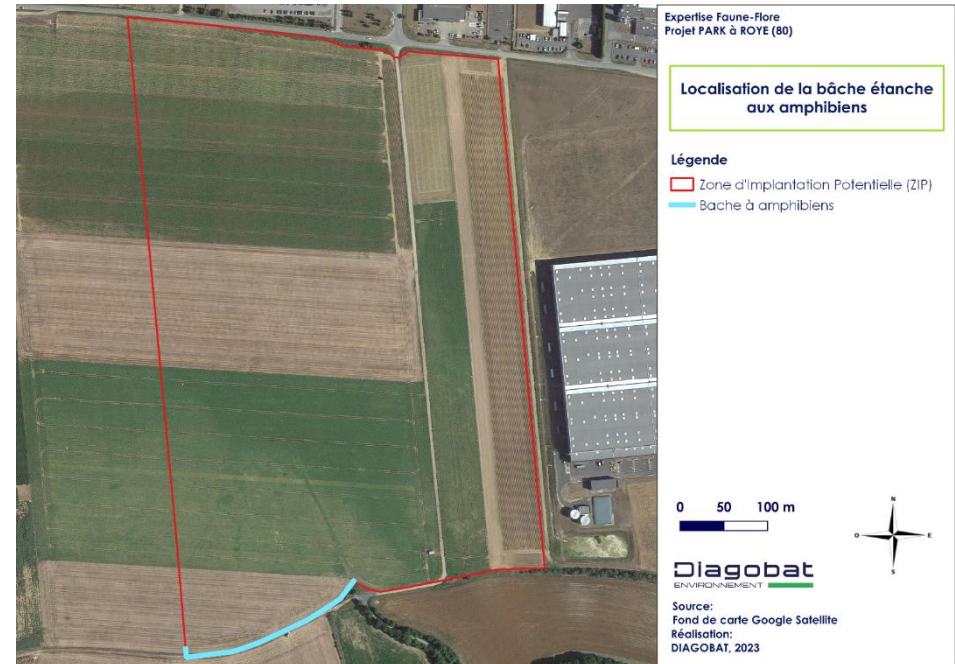 Expertise Faune-Flore
Projet PARK à ROYE (80)
Localisation de la bâche étanche
aux amphibiens
Légende
Zone d'Implantation Potentielle (ZIP)
Bache à amphibiens
0 50 100 m
N
O E
S
Diagobat
ENVIRONNEMENT
Source:
Fond de carte Google Satellite
Réalisation:
DIAGOBAT, 2023